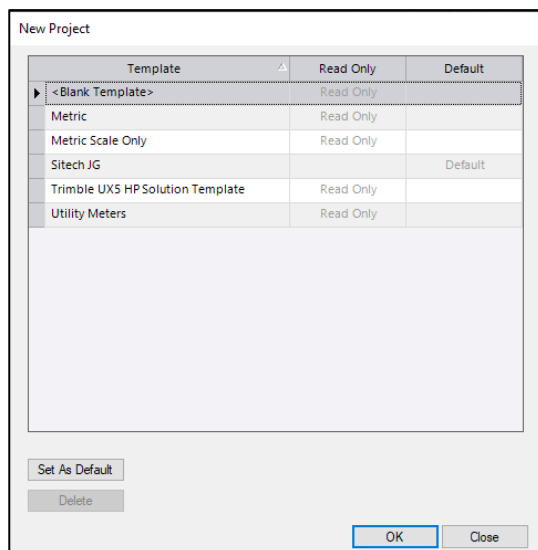 New Project
Template Read Only Default
<Blank Template> Read Only
Metric Read Only
Metric Scale Only Read Only
Sitech JG Default
Trimble UX5 HP Solution Template Read Only
Utility Meters Read Only
Set As Default
Delete
OK Close